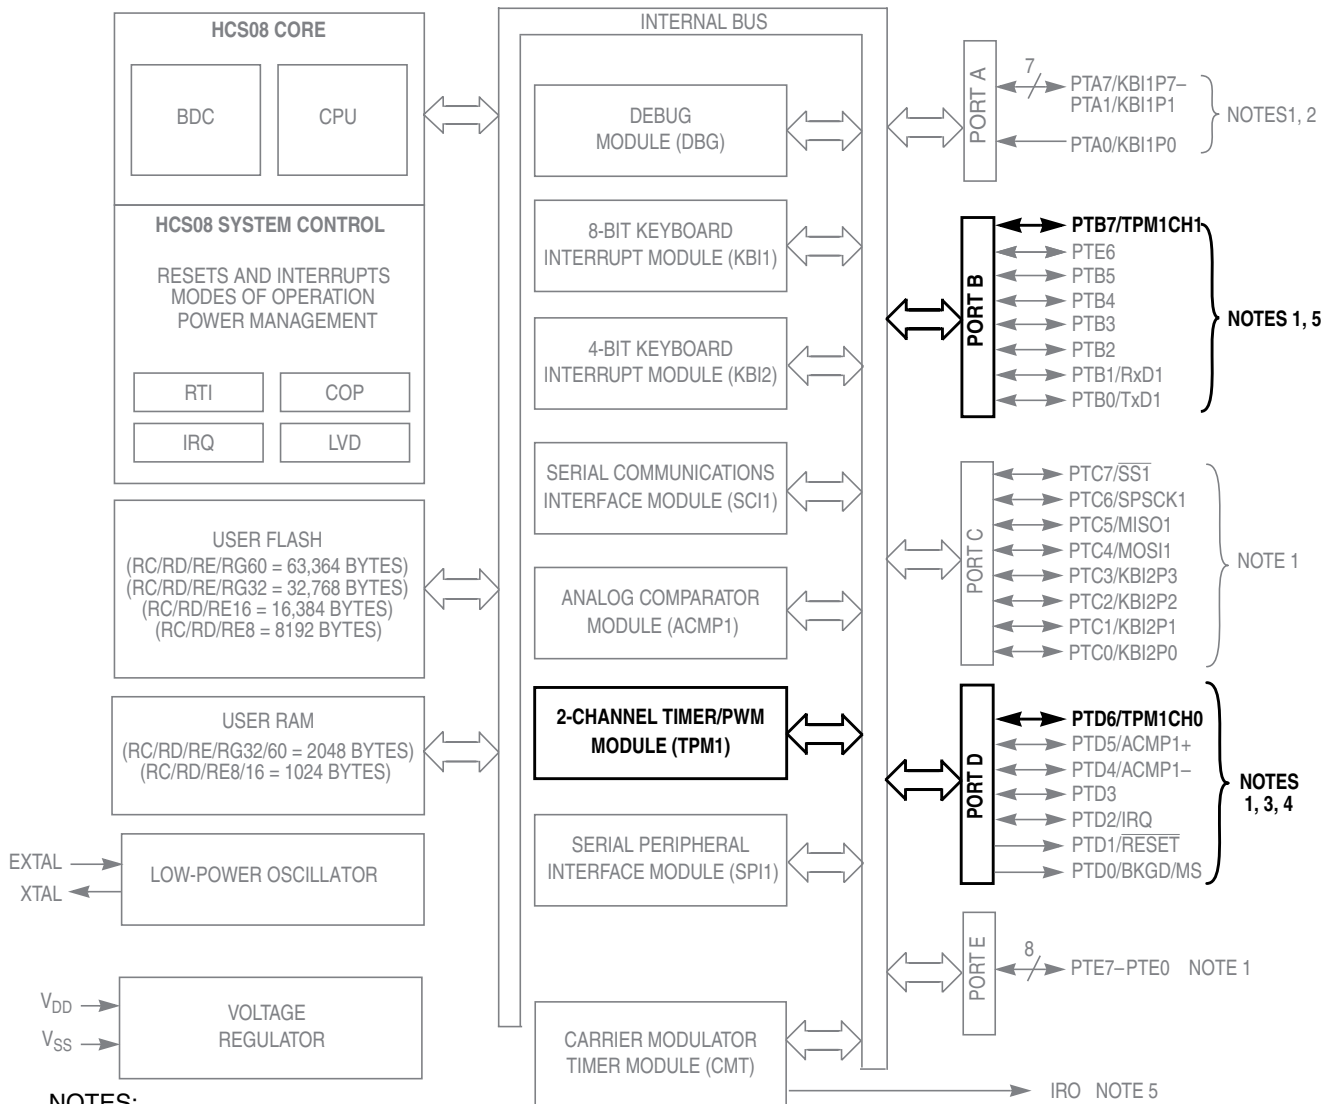 HCS08 CORE
BDC
CPU
HCS08 SYSTEM CONTROL
RESETS AND INTERRUPTS
MODES OF OPERATION
POWER MANAGEMENT
RTI
COP
IRQ
LVD
USER FLASH
(RC/RD/RE/RG60 = 63,364 BYTES)
(RC/RD/RE/RG32 = 32,768 BYTES)
(RC/RD/RE16 = 16,384 BYTES)
(RC/RD/RE8 = 8192 BYTES)
USER RAM
(RC/RD/RE/RG32/60 = 2048 BYTES)
(RC/RD/RE8/16 = 1024 BYTES)
EXTAL
XTAL
LOW-POWER OSCILLATOR
VDD
VSS
VOLTAGE
REGULATOR
INTERNAL BUS
DEBUG
MODULE (DBG)
8-BIT KEYBOARD
INTERRUPT MODULE (KBI1)
4-BIT KEYBOARD
INTERRUPT MODULE (KBI2)
SERIAL COMMUNICATIONS
INTERFACE MODULE (SCI1)
ANALOG COMPARATOR
MODULE (ACMP1)
2-CHANNEL TIMER/PWM
MODULE (TPM1)
SERIAL PERIPHERAL
INTERFACE MODULE (SPI1)
CARRIER MODULATOR
TIMER MODULE (CMT)
PORT A
7
PTA7/KBI1P7–
PTA1/KBI1P1
PTA0/KBI1P0
NOTES1, 2
PORT B
PTB7/TPM1CH1
PTE6
PTB5
PTB4
PTB3
PTB2
PTB1/RxD1
PTB0/TxD1
NOTES 1, 5
PORT C
PTC7/SS1
PTC6/SPSCK1
PTC5/MISO1
PTC4/MOSI1
PTC3/KBI2P3
PTC2/KBI2P2
PTC1/KBI2P1
PTC0/KBI2P0
NOTE 1
PORT D
PTD6/TPM1CH0
PTD5/ACMP1+
PTD4/ACMP1–
PTD3
PTD2/IRQ
PTD1/RESET
PTD0/BKGD/MS
NOTES
1, 3, 4
PORT E
8
PTE7–PTE0 NOTE 1
IRO NOTE 5
NOTES: